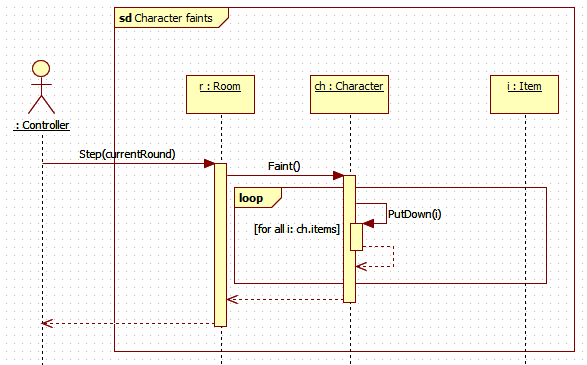 sd Character faints
r : Room
ch : Character
i : Item
: Controller
Step(currentRound)
Faint()
loop
PutDown(i)
[for all i: ch.items]